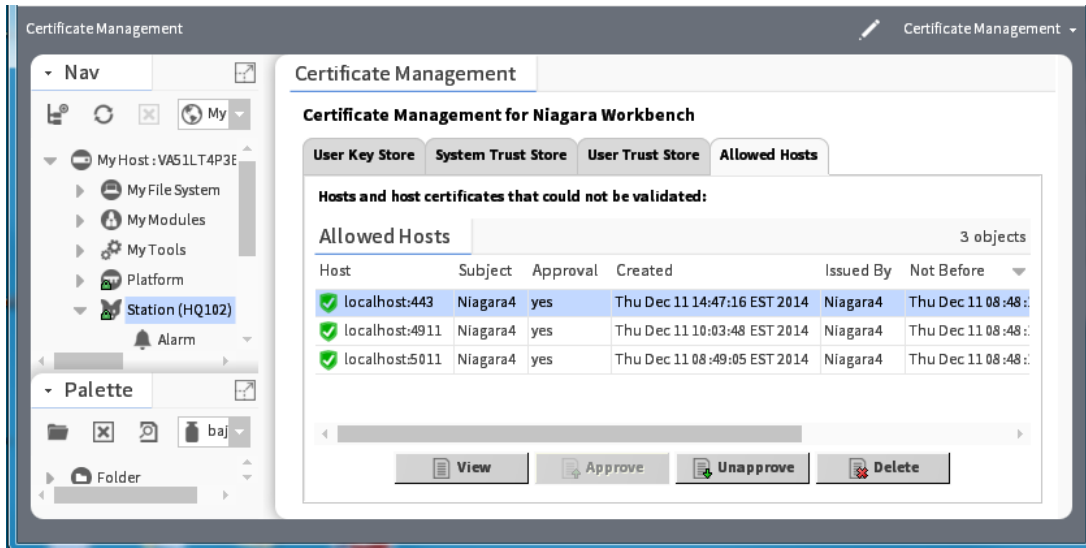 Certificate Management
Certificate Management
Nav
My
My Host : VA51LT4P3E
My File System
My Modules
My Tools
Platform
Station (HQ102)
Alarm
Palette
baj
Folder
Certificate Management
Certificate Management for Niagara Workbench
User Key Store System Trust Store User Trust Store Allowed Hosts
Hosts and host certificates that could not be validated:
Allowed Hosts 3 objects
Host Subject Approval Created Issued By Not Before
localhost:443 Niagara4 yes Thu Dec 11 14:47:16 EST 2014 Niagara4 Thu Dec 11 08:48:
localhost:4911 Niagara4 yes Thu Dec 11 10:03:48 EST 2014 Niagara4 Thu Dec 11 08:48:
localhost:5011 Niagara4 yes Thu Dec 11 08:49:05 EST 2014 Niagara4 Thu Dec 11 08:48:
View Approve Unapprove Delete